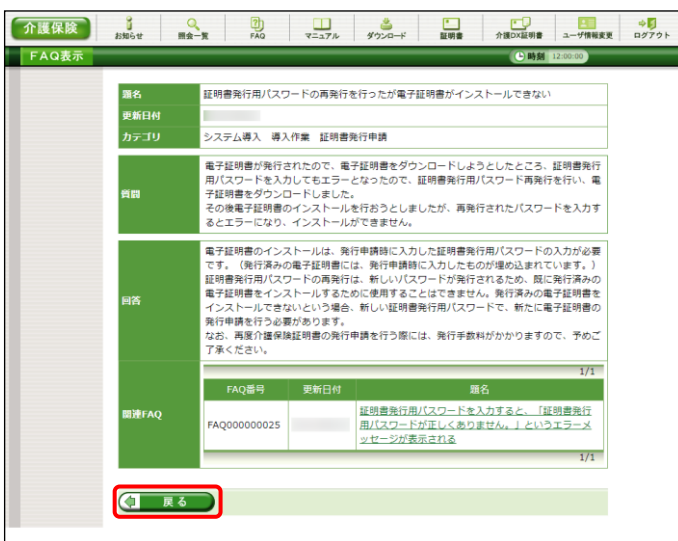 介護保険
お知らせ 照会一覧 FAQ マニュアル ダウンロード 証明書 介護DX証明書 ユーザ情報変更 ログアウト
FAQ表示
時刻 12:00:00
題名 証明書発行用パスワードの再発行を行ったが電子証明書がインストールできない
更新日付
カテゴリ システム導入 導入作業 証明書発行申請
質問
電子証明書が発行されたので、電子証明書をダウンロードしようとしたところ、証明書発行
用パスワードを入力してもエラーとなったので、証明書発行用パスワード再発行を行い、電
子証明書をダウンロードしました。
その後電子証明書のインストールを行おうとしましたが、再発行されたパスワードを入力す
るとエラーになり、インストールができません。
回答
電子証明書のインストールは、発行申請時に入力した証明書発行用パスワードの入力が必要
です。（発行済みの電子証明書には、発行申請時に入力したものが埋め込まれています。）
証明書発行用パスワードの再発行は、新しいパスワードが発行されるため、既に発行済みの
電子証明書をインストールするために使用することはできません。発行済みの電子証明書を
インストールできないという場合、新しい証明書発行用パスワードで、新たに電子証明書の
発行申請を行う必要があります。
なお、再度介護保険証明書の発行申請を行う際には、発行手数料がかかりますので、予めご
了承ください。
関連FAQ
1/1
FAQ番号 更新日付 題名
FAQ000000025
証明書発行用パスワードを入力すると、「証明書発行
用パスワードが正しくありません。」というエラーメ
ッセージが表示される
1/1
戻る